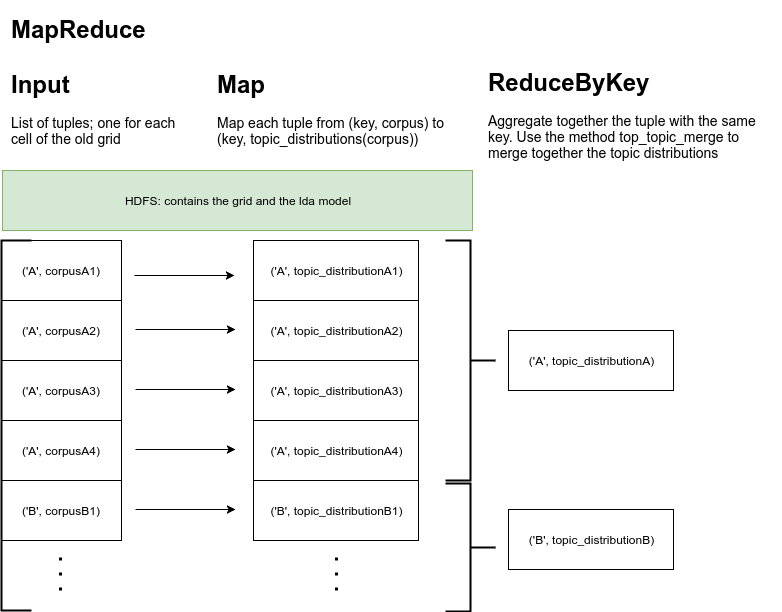 MapReduce
Input
List of tuples; one for each
cell of the old grid
Map
Map each tuple from (key, corpus) to
(key, topic_distributions(corpus))
ReduceByKey
Aggregate together the tuple with the same
key. Use the method top_topic_merge to
merge together the topic distributions
HDFS: contains the grid and the lda model
('A', corpusA1)
('A', topic_distributionA1)
('A', corpusA2)
('A', topic_distributionA2)
('A', corpusA3)
('A', topic_distributionA3)
('A', topic_distributionA)
('A', corpusA4)
('A', topic_distributionA4)
('B', corpusB1)
('B', topic_distributionB1)
('B', topic_distributionB)